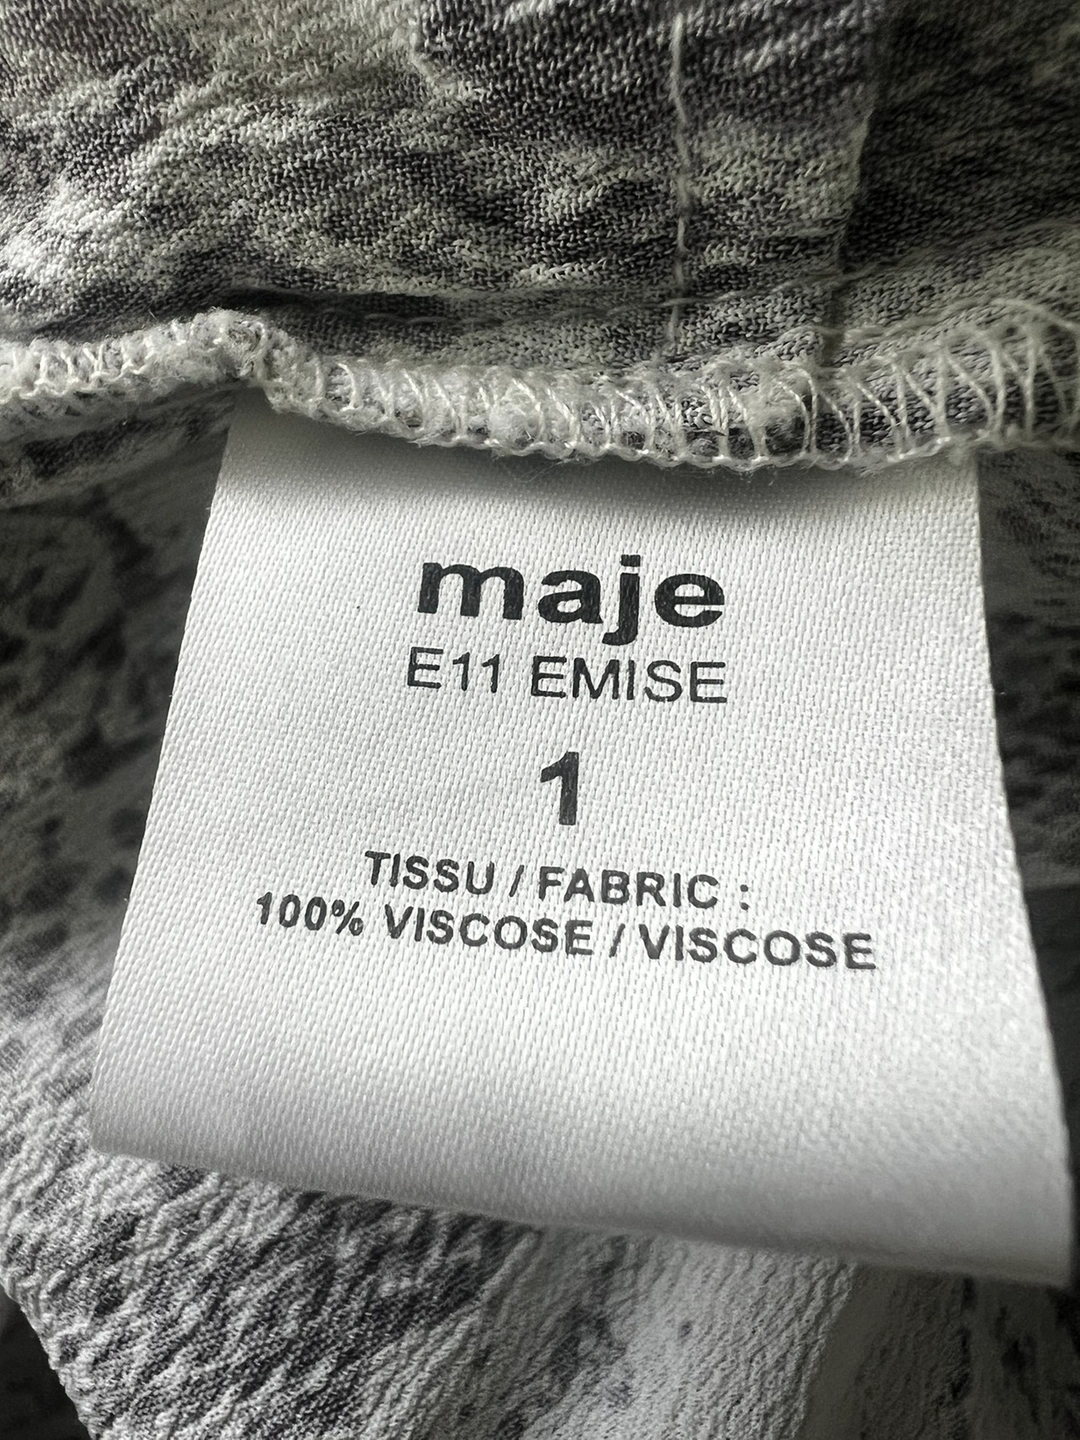 maje
E11 EMISE
1
TISSU / FABRIC :
100% VISCOSE / VISCOSE